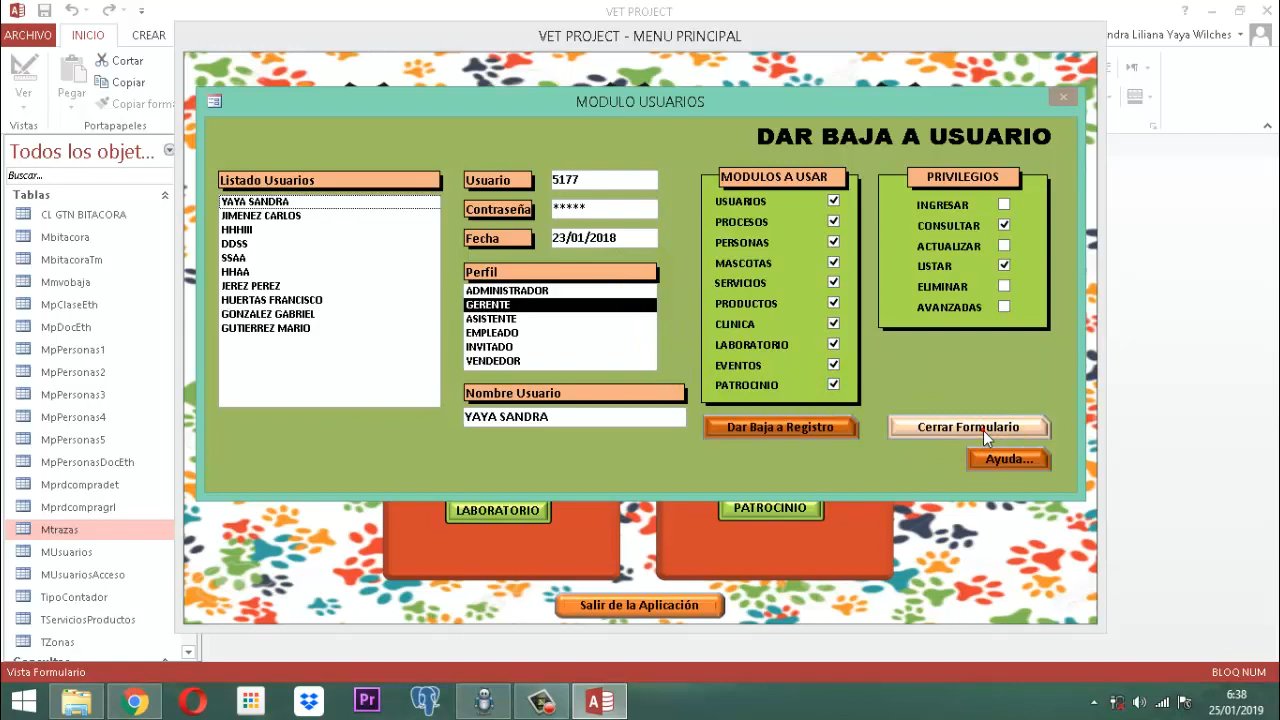 VET PROJECT
ARCHIVO
INICIO
CREAR
ndra Liliana Yaya Wilches
Ver
Pegar
Cortar
Copiar
Copiar forma
Vistas
Portapapeles
Todos los objet...
Buscar...
Tablas
CL GTN BITACORA
Mbitacora
MbitacoraTm
Mmvobaja
MpClaseEth
MpDocEth
MpPersonas1
MpPersonas2
MpPersonas3
MpPersonas4
MpPersonas5
MpPersonasDocEth
Mprdcompradet
Mprdcompragrl
Mtrazas
MUsuarios
MUsuariosAcceso
TipoContador
TServiciosProductos
TZonas
VET PROJECT - MENU PRINCIPAL
MODULO USUARIOS
DAR BAJA A USUARIO
Listado Usuarios
YAYA SANDRA
JIMENEZ CARLOS
HHHIII
DDSS
SSAA
HHAA
JEREZ PEREZ
HUERTAS FRANCISCO
GONZALEZ GABRIEL
GUTIERREZ MARIO
Usuario 5177
Contraseña *****
Fecha 23/01/2018
Perfil
ADMINISTRADOR
GERENTE
ASISTENTE
EMPLEADO
INVITADO
VENDEDOR
Nombre Usuario
YAYA SANDRA
MODULOS A USAR
USUARIOS
PROCESOS
PERSONAS
MASCOTAS
SERVICIOS
PRODUCTOS
CLINICA
LABORATORIO
EVENTOS
PATROCINIO
PRIVILEGIOS
INGRESAR
CONSULTAR
ACTUALIZAR
LISTAR
ELIMINAR
AVANZADAS
Dar Baja a Registro
Cerrar Formulario
Ayuda...
LABORATORIO
PATROCINIO
Salir de la Aplicación
Vista Formulario
BLOQ NUM
Pr
6:38
25/01/2019